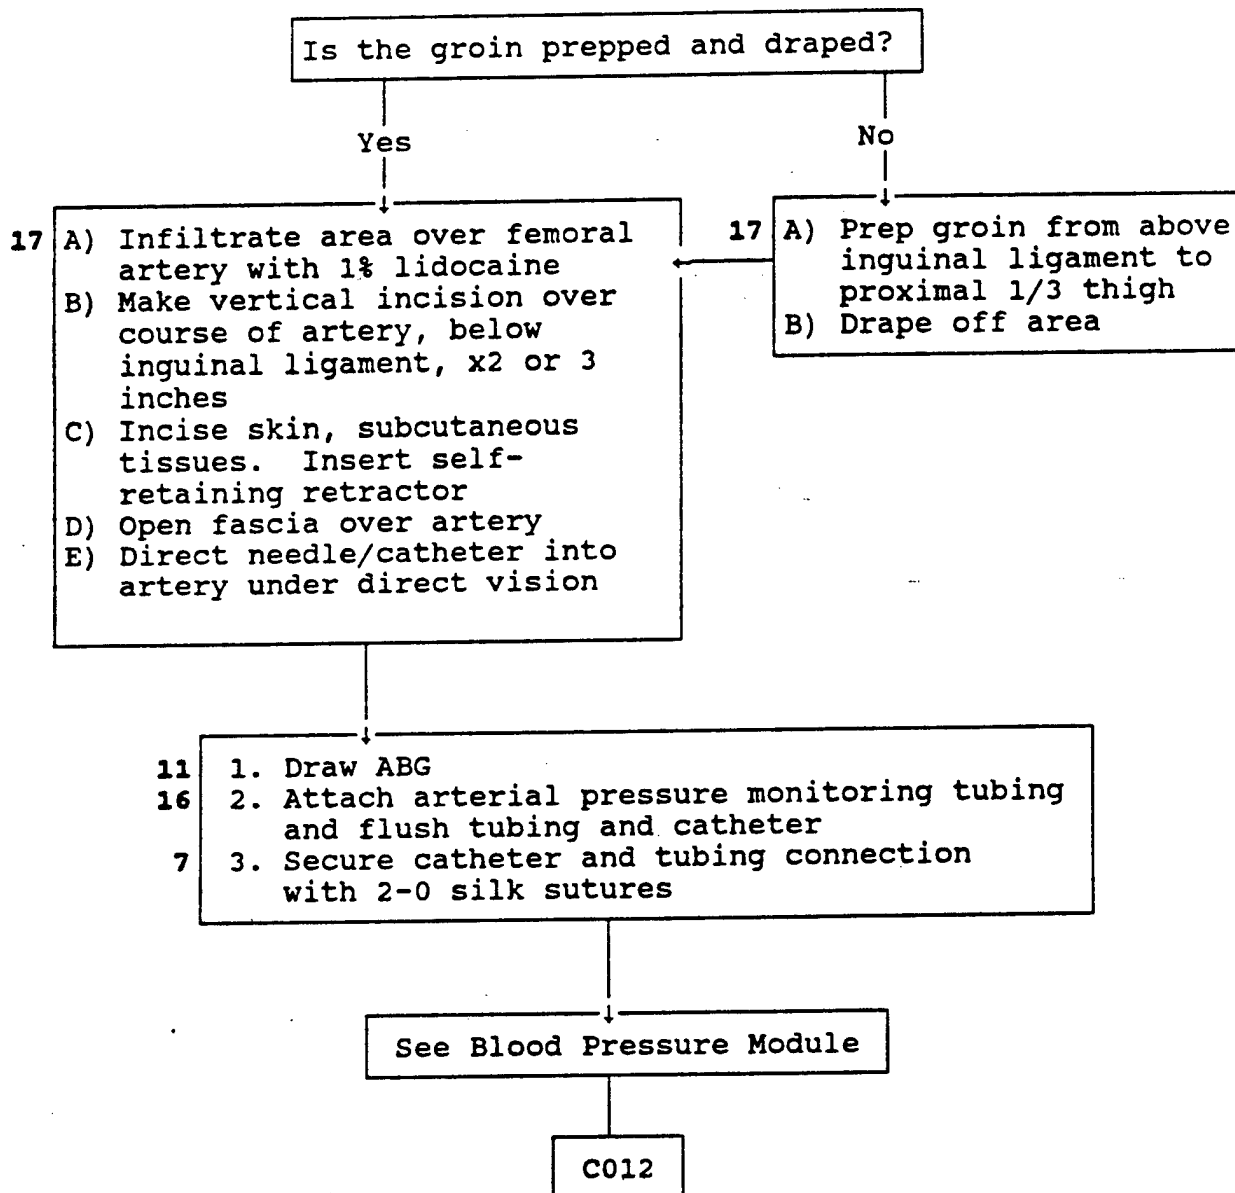 Is the groin prepped and draped?
Yes
No
17 A) Infiltrate area over femoral
artery with 1% lidocaine
B) Make vertical incision over
course of artery, below
inguinal ligament, x2 or 3
inches
C) Incise skin, subcutaneous
tissues.  Insert self-
retaining retractor
D) Open fascia over artery
E) Direct needle/catheter into
artery under direct vision
17 A) Prep groin from above
inguinal ligament to
proximal 1/3 thigh
B) Drape off area
11 1. Draw ABG
16 2. Attach arterial pressure monitoring tubing
and flush tubing and catheter
7 3. Secure catheter and tubing connection
with 2-0 silk sutures
See Blood Pressure Module
C012